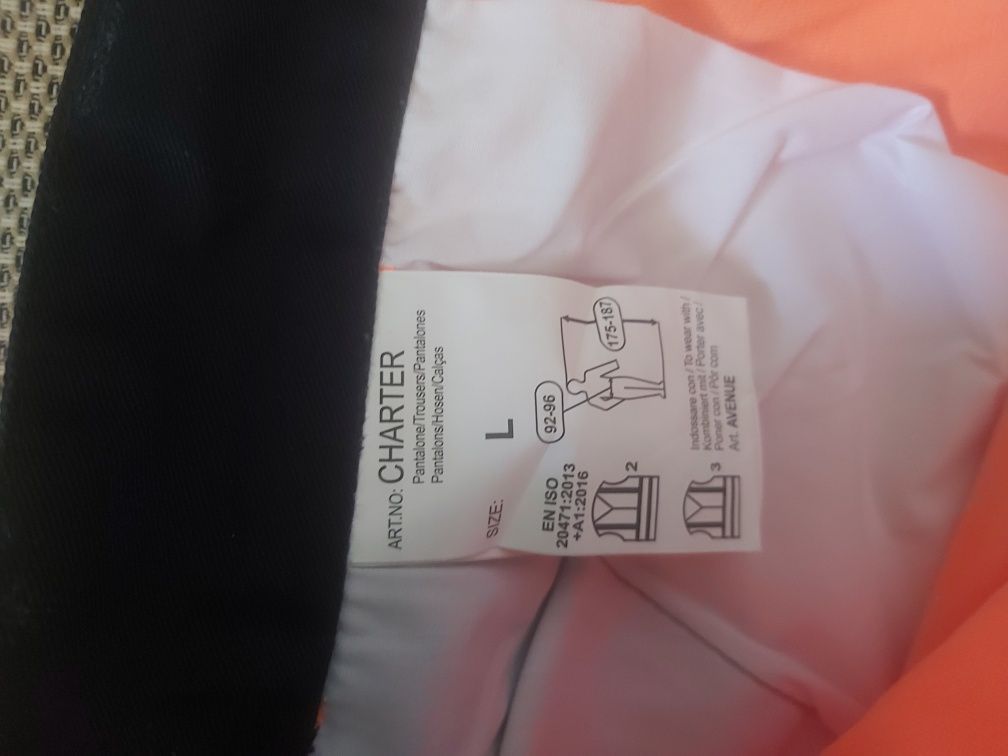 ART.NO: CHARTER
Pantalone/Trousers/Pantalones
Pantalons/Hosen/Calças
SIZE: L
EN ISO
20471:2013
+A1:2016
92-96
175-187
2
3
Indossare con / To wear with /
Kombiniert mit / Porter avec /
Poner con / Pôr com
Art. AVENUE